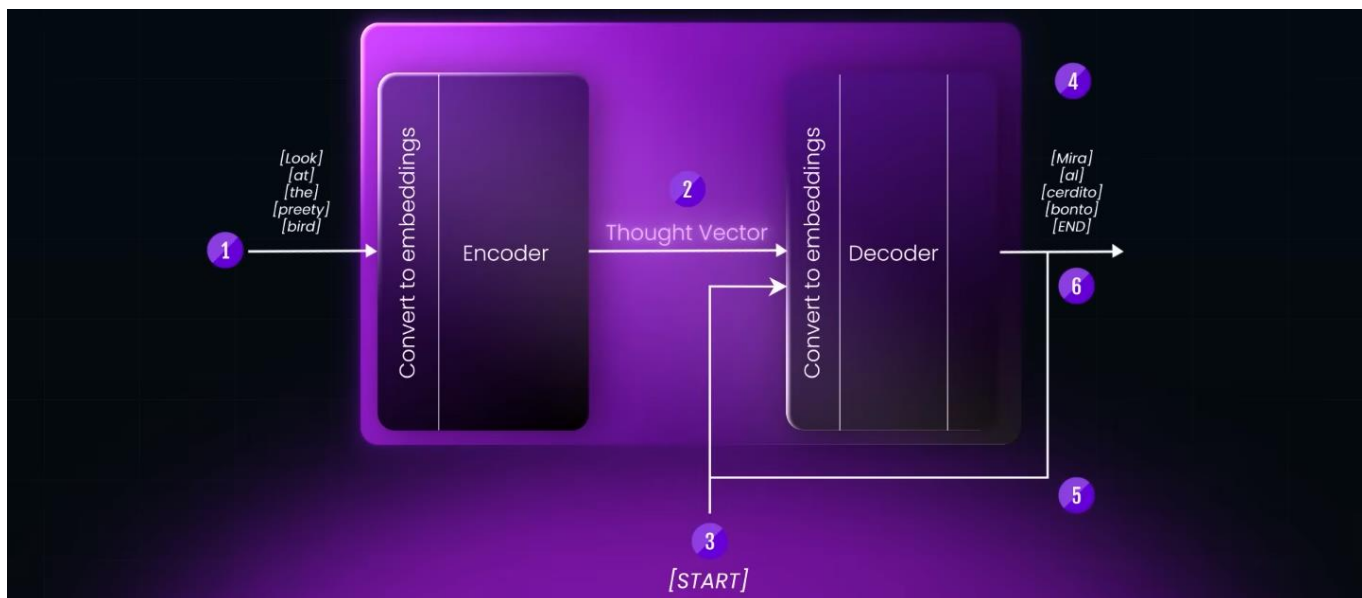 1
[Look]
[at]
[the]
[preety]
[bird]
Convert to embeddings
Encoder
2
Thought Vector
Convert to embeddings
Decoder
4
[Mira]
[al]
[cerdito]
[bonto]
[END]
6
5
3
[START]